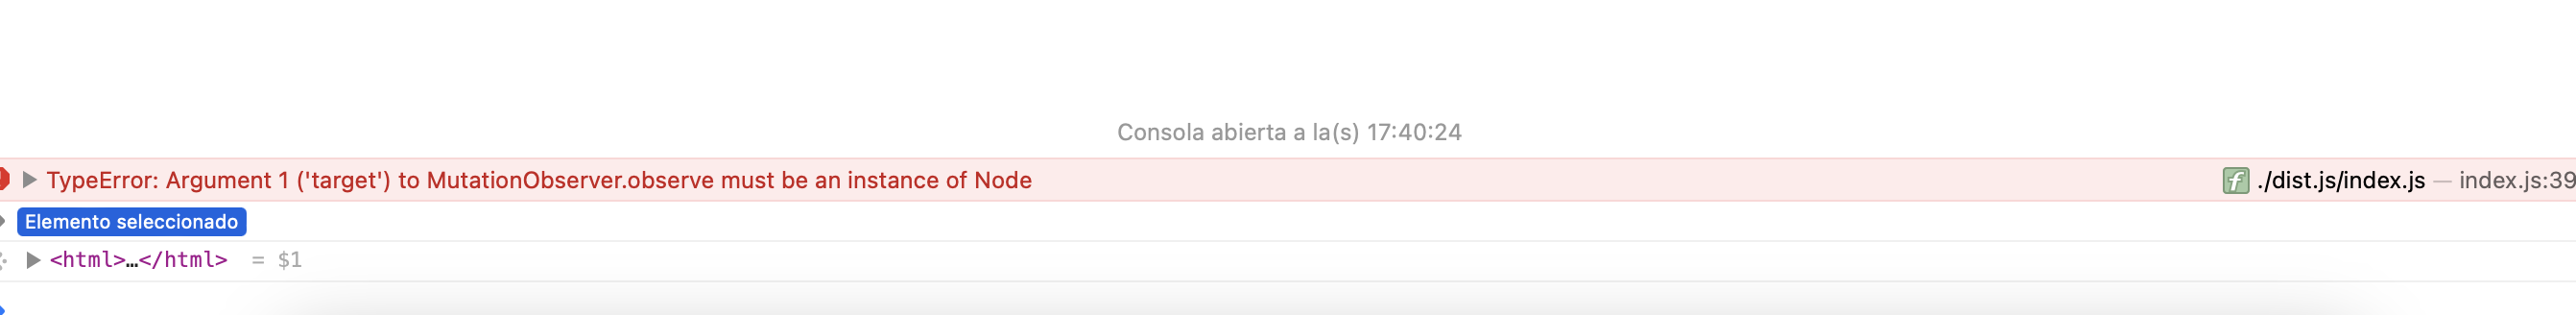 Consola abierta a la(s) 17:40:24
TypeError: Argument 1 ('target') to MutationObserver.observe must be an instance of Node ./dist.js/index.js — index.js:39
Elemento seleccionado
<html>…</html> = $1